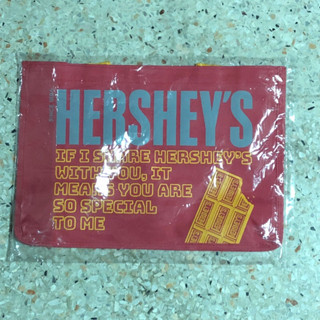 HERSHEY'S
IF I SHARE HERSHEY'S
WITH YOU, IT
MEANS YOU ARE
SO SPECIAL
TO ME